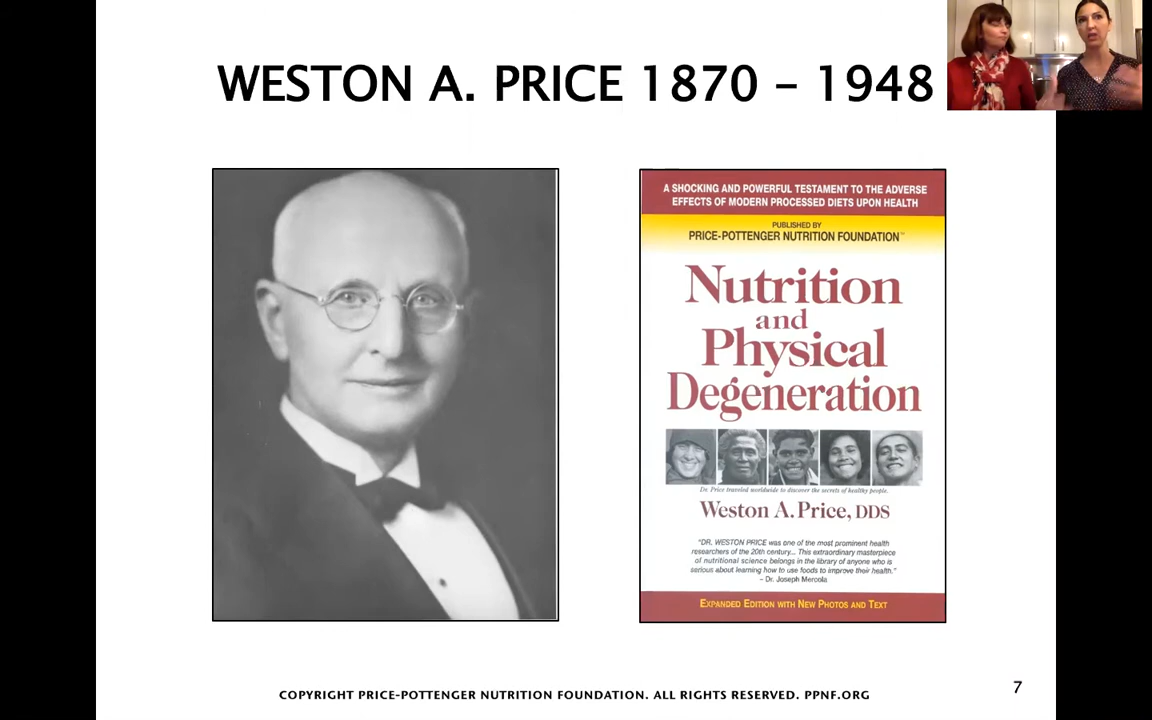 WESTON A. PRICE 1870 – 1948
A SHOCKING AND POWERFUL TESTAMENT TO THE ADVERSE
EFFECTS OF MODERN PROCESSED DIETS UPON HEALTH
PUBLISHED BY
PRICE-POTTENGER NUTRITION FOUNDATION™
Nutrition
and
Physical
Degeneration
Dr. Price traveled worldwide to discover the secrets of healthy people.
Weston A. Price, DDS
"DR. WESTON PRICE was one of the most prominent health
researchers of the 20th century... This extraordinary masterpiece
of nutritional science belongs in the library of anyone who is
serious about learning how to use foods to improve their health."
– Dr. Joseph Mercola
EXPANDED EDITION WITH NEW PHOTOS AND TEXT
COPYRIGHT PRICE-POTTENGER NUTRITION FOUNDATION. ALL RIGHTS RESERVED. PPNF.ORG
7